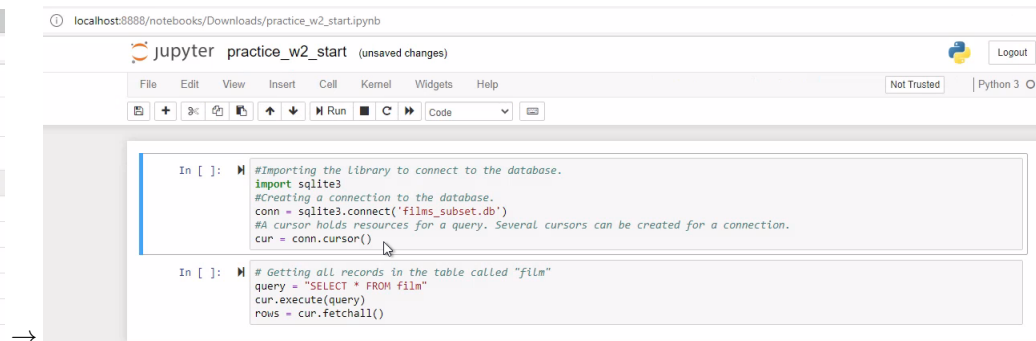 localhost:8888/notebooks/Downloads/practice_w2_start.ipynb
jupyter practice_w2_start (unsaved changes)
Logout
File Edit View Insert Cell Kernel Widgets Help
Not Trusted
Python 3
Run
Code
In [ ]:
#Importing the library to connect to the database.
import sqlite3
#Creating a connection to the database.
conn = sqlite3.connect('films_subset.db')
#A cursor holds resources for a query. Several cursors can be created for a connection.
cur = conn.cursor()
In [ ]:
# Getting all records in the table called "film"
query = "SELECT * FROM film"
cur.execute(query)
rows = cur.fetchall()
→